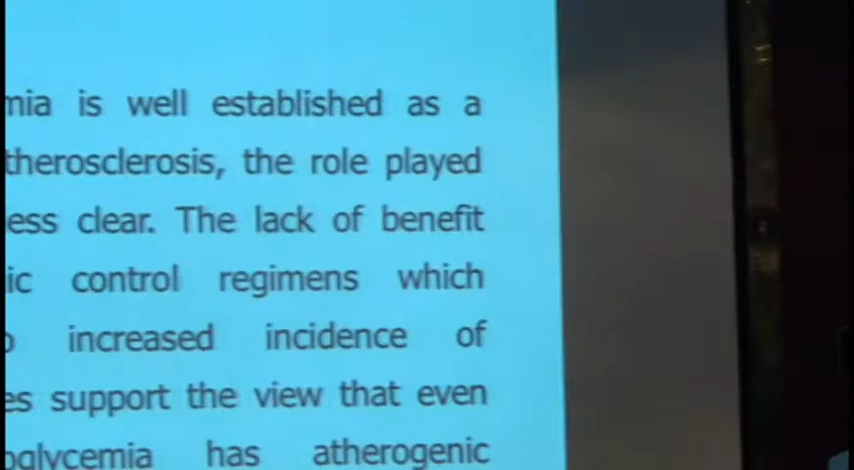 mia is well established as a
therosclerosis, the role played
ess clear. The lack of benefit
ic control regimens which
o increased incidence of
es support the view that even
oglycemia has atherogenic